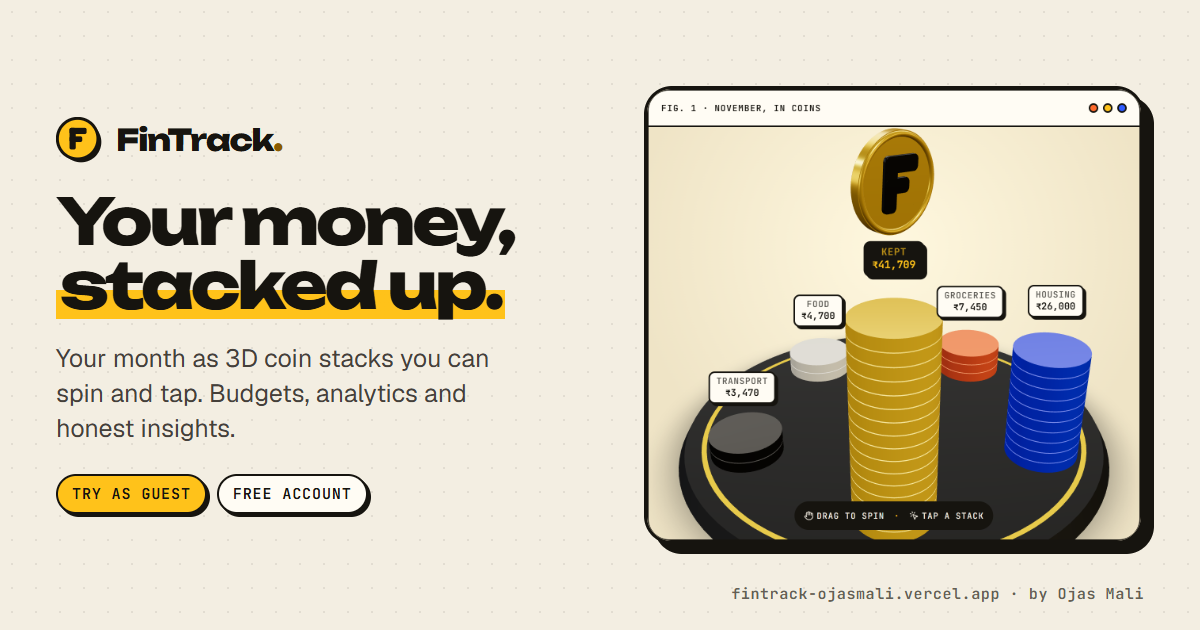 F FinTrack.
Your money,
stacked up.
Your month as 3D coin stacks you can
spin and tap. Budgets, analytics and
honest insights.
TRY AS GUEST
FREE ACCOUNT
FIG. 1 · NOVEMBER, IN COINS
F
KEPT
₹41,709
FOOD
₹4,700
GROCERIES
₹7,450
HOUSING
₹26,000
TRANSPORT
₹3,470
DRAG TO SPIN · TAP A STACK
fintrack-ojasmali.vercel.app · by Ojas Mali